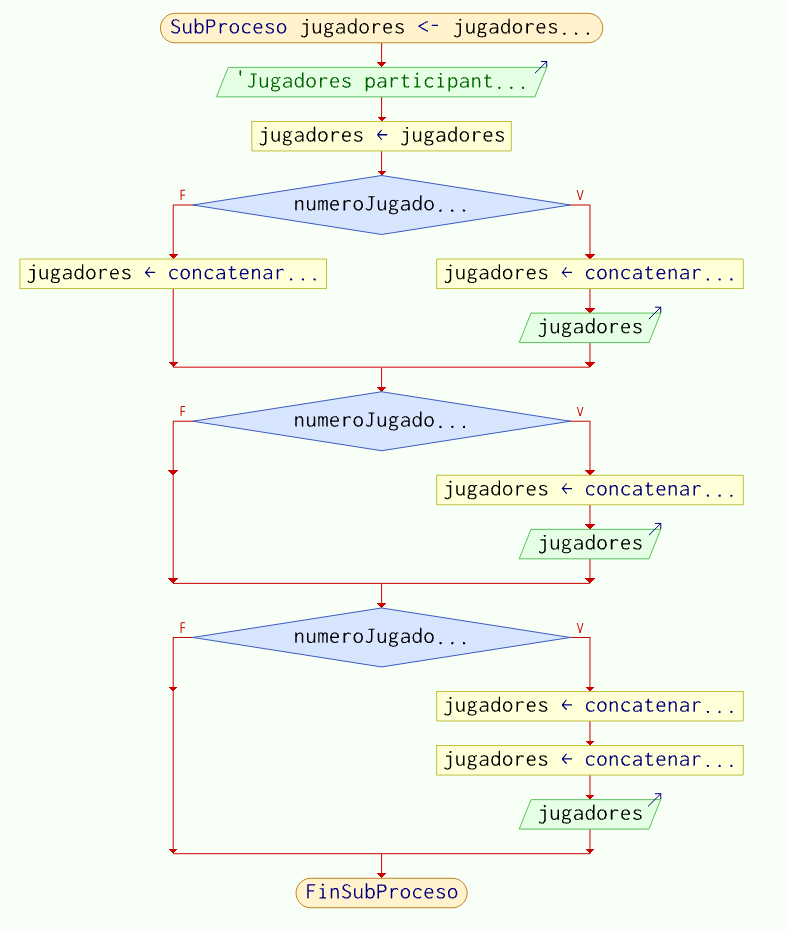 SubProceso jugadores <- jugadores...
'Jugadores participant...
jugadores ← jugadores
numeroJugado...
F
V
jugadores ← concatenar...
jugadores ← concatenar...
jugadores
numeroJugado...
F
V
jugadores ← concatenar...
jugadores
numeroJugado...
F
V
jugadores ← concatenar...
jugadores ← concatenar...
jugadores
FinSubProceso